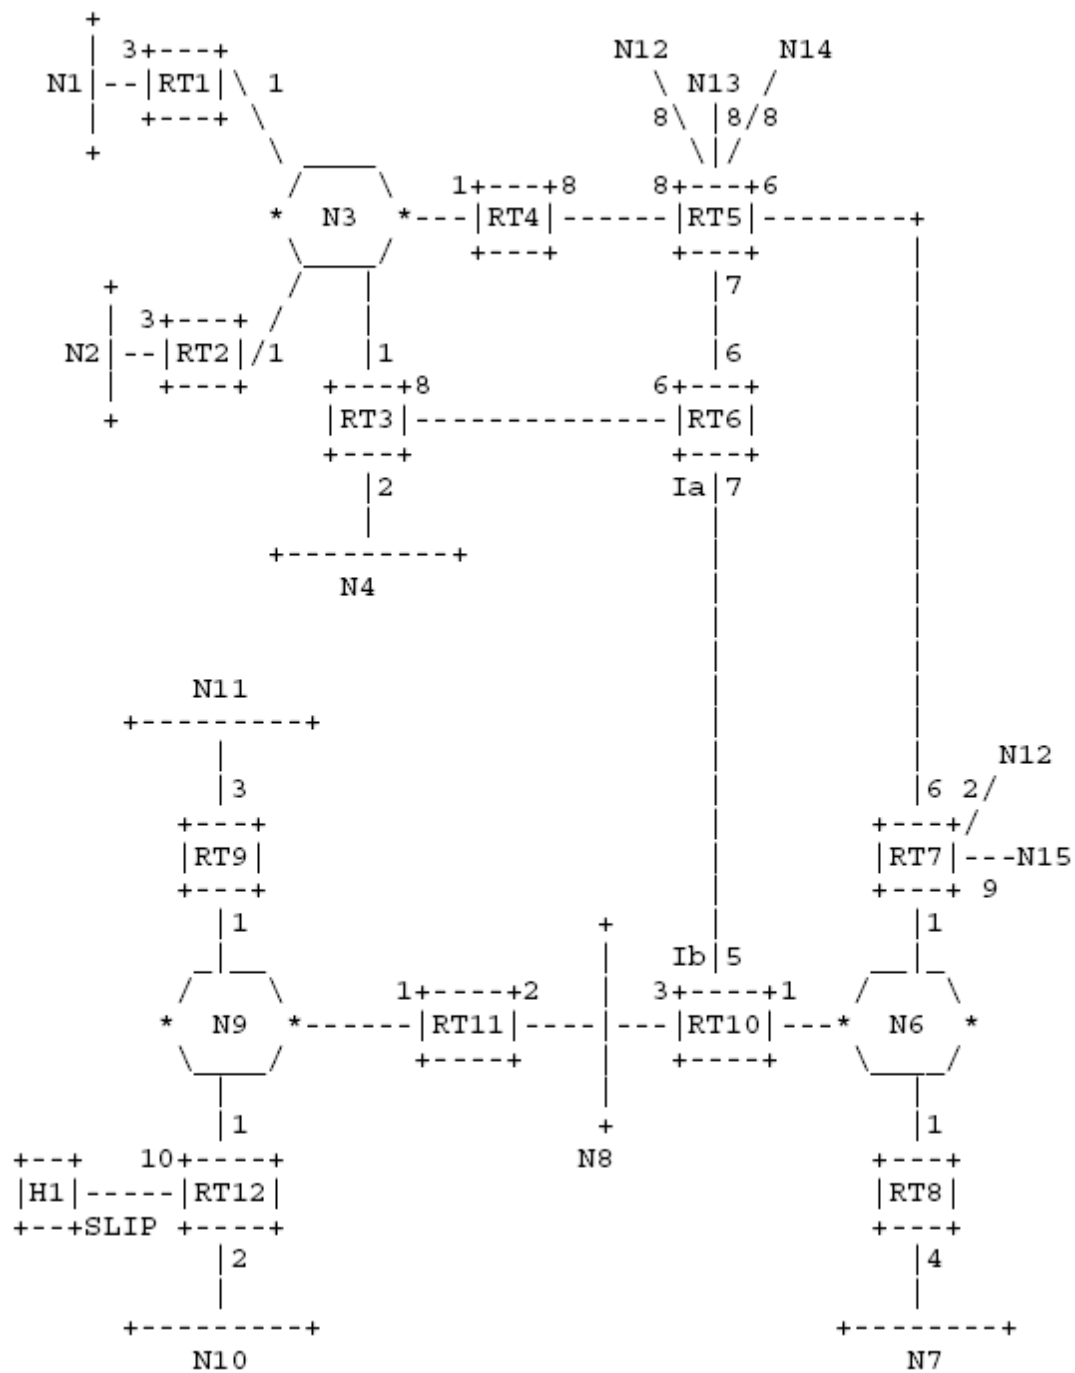 3 N12 N14
N1 RT1 1 N13
8 8 8
1 8 8 6
N3 RT4 RT5
7
3
N2 RT2 1 1 6
8 6
RT3 RT6
2 Ia 7
N4
N11
N12
3 6 2
RT9 RT7 N15
9
1 1
Ib 5
1 2 3 1
N9 RT11 RT10 N6
1 1
10 N8
H1 RT12 RT8
SLIP
2 4
N10 N7